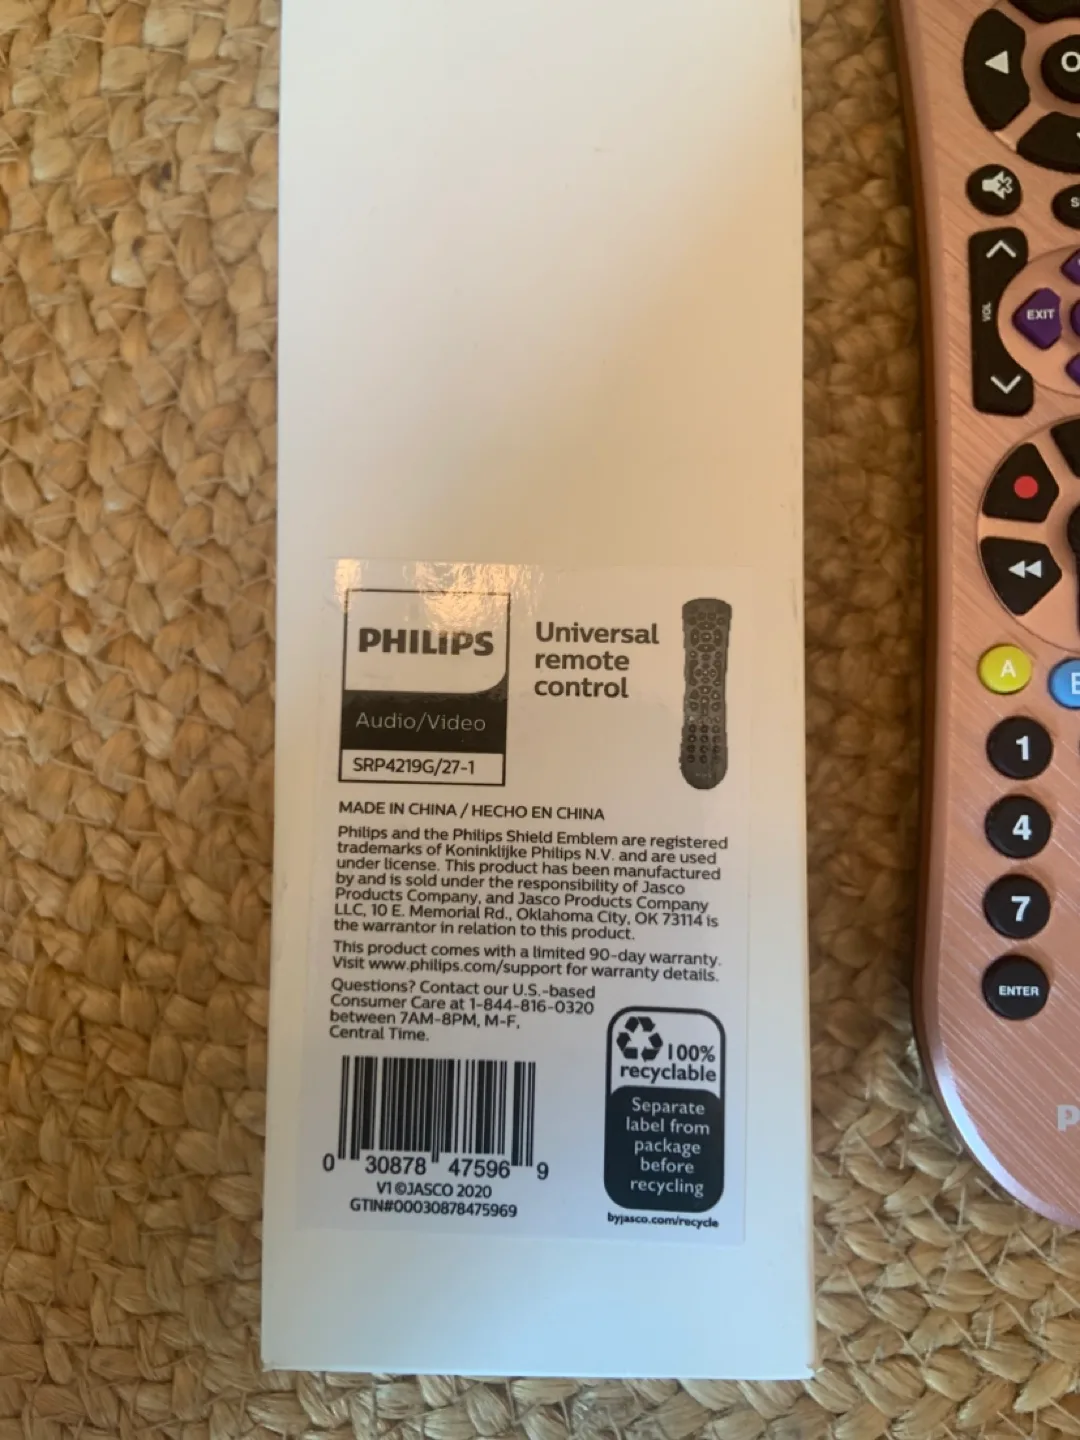 PHILIPS
Audio/Video
SRP4219G/27-1
Universal
remote
control
MADE IN CHINA / HECHO EN CHINA
Philips and the Philips Shield Emblem are registered
trademarks of Koninklijke Philips N.V. and are used
under license. This product has been manufactured
by and is sold under the responsibility of Jasco
Products Company, and Jasco Products Company
LLC, 10 E. Memorial Rd., Oklahoma City, OK 73114 is
the warrantor in relation to this product.
This product comes with a limited 90-day warranty.
Visit www.philips.com/support for warranty details.
Questions? Contact our U.S.-based
Consumer Care at 1-844-816-0320
between 7AM-8PM, M-F,
Central Time.
0 30878 47596 9
V1 ©JASCO 2020
GTIN#00030878475969
100%
recyclable
Separate
label from
package
before
recycling
byjasco.com/recycle
VOL
EXIT
A
1
4
7
ENTER